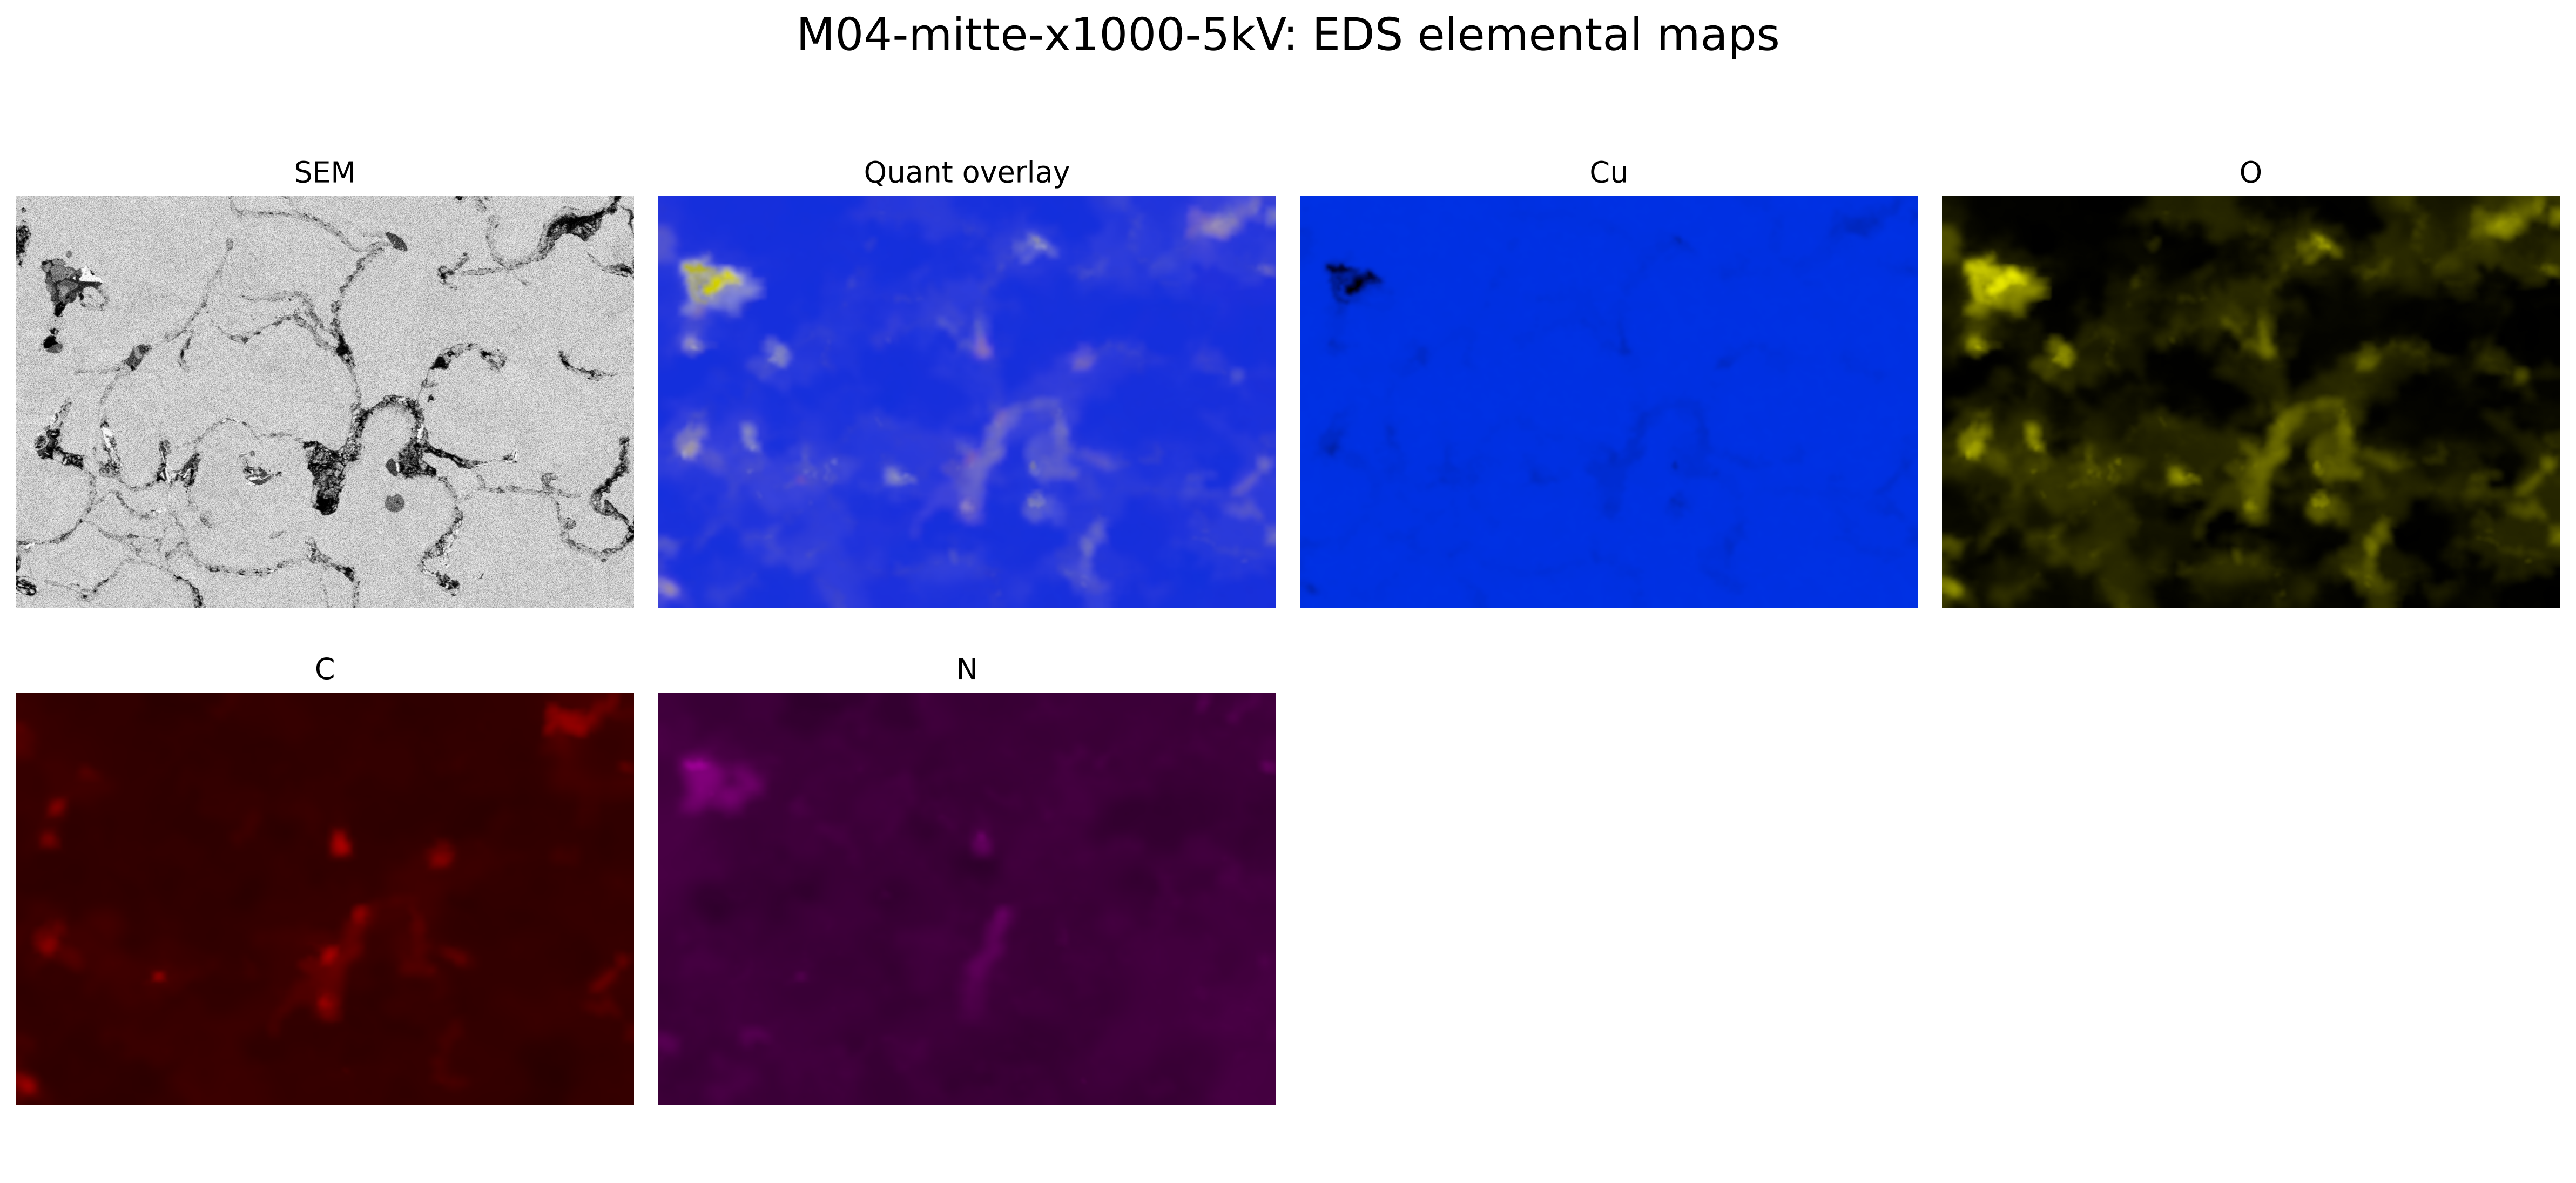 M04-mitte-x1000-5kV: EDS elemental maps
SEM
Quant overlay
Cu
O
C
N